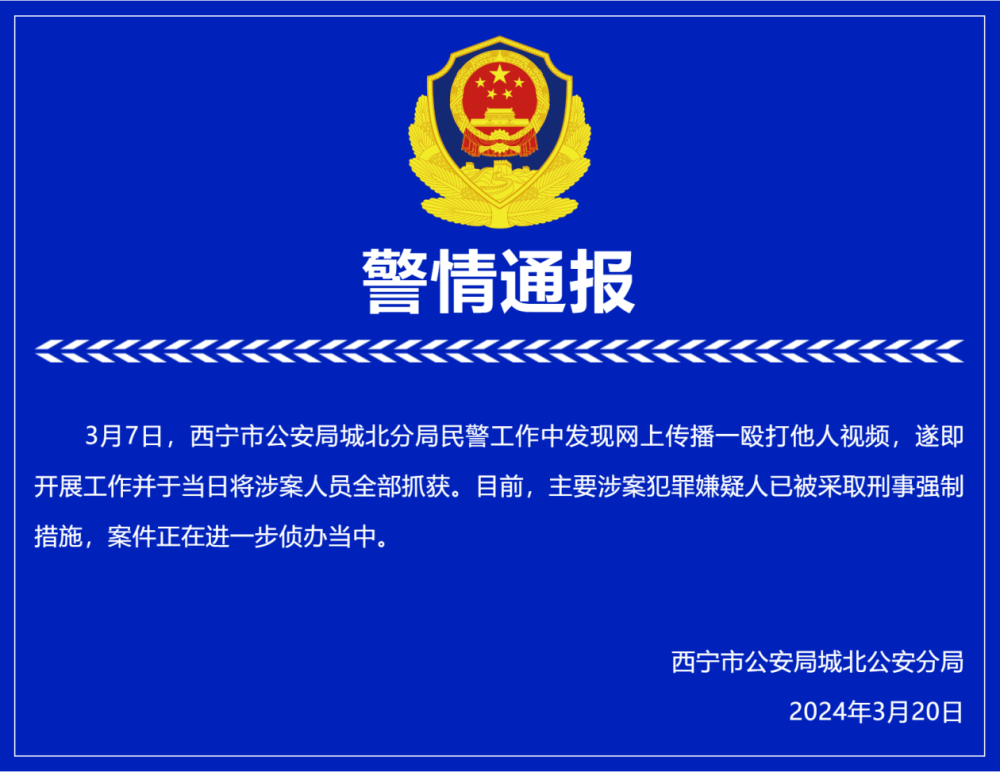 警情通报
3月7日，西宁市公安局城北分局民警工作中发现网上传播一殴打他人视频，遂即
开展工作并于当日将涉案人员全部抓获。目前，主要涉案犯罪嫌疑人已被采取刑事强制
措施，案件正在进一步侦办当中。
西宁市公安局城北公安分局
2024年3月20日